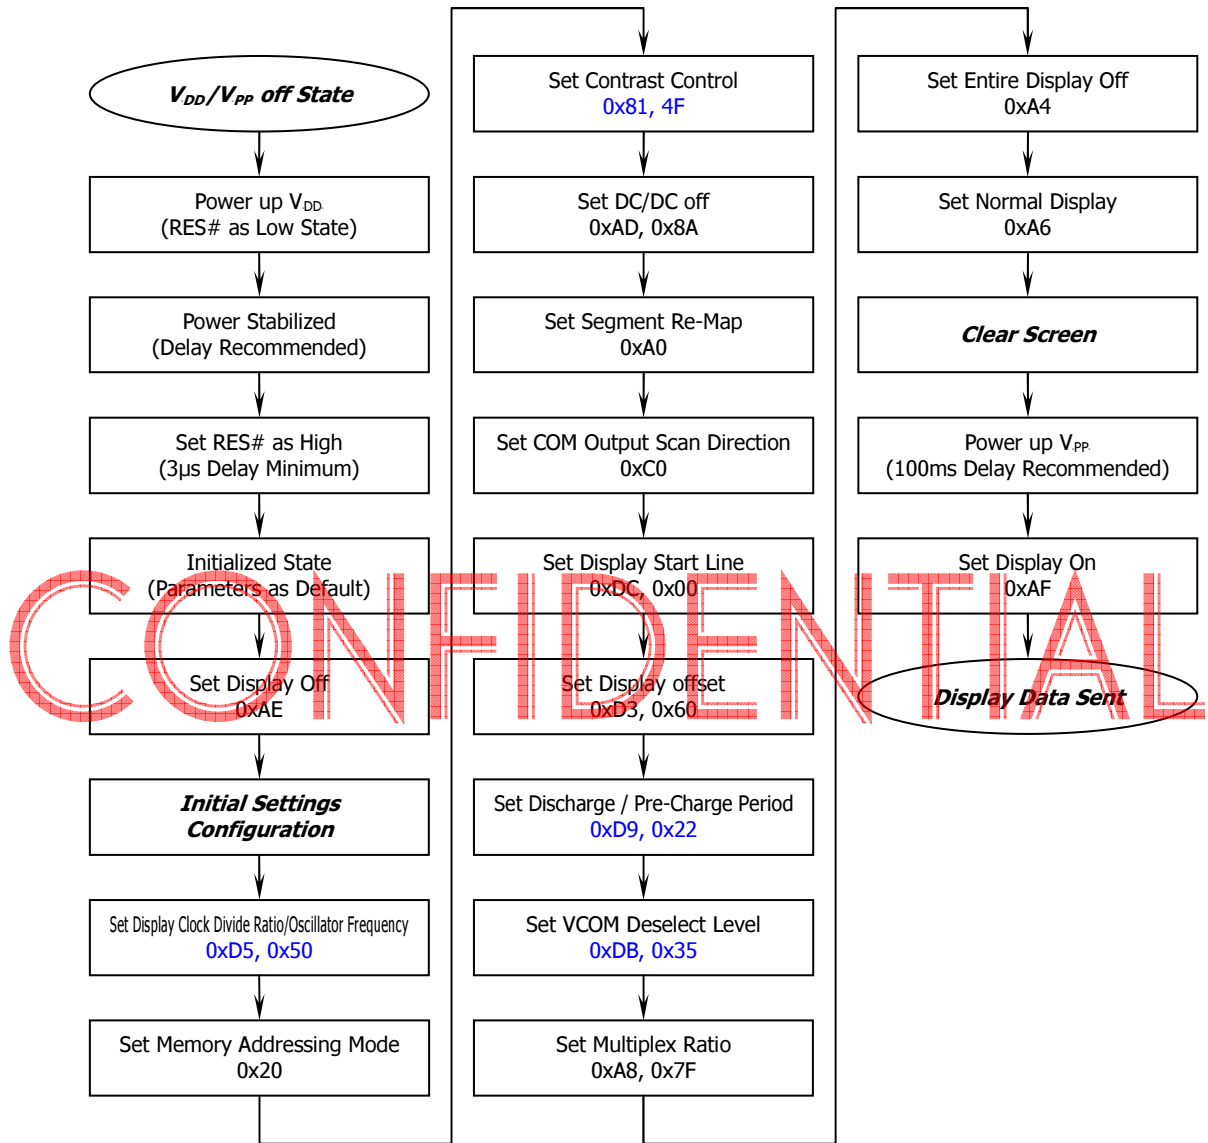 V DD /V PP off State
Power up V DD
(RES# as Low State)
Power Stabilized
(Delay Recommended)
Set RES# as High
(3µs Delay Minimum)
Initialized State
(Parameters as Default)
Set Display Off
0xAE
Initial Settings
Configuration
Set Display Clock Divide Ratio/Oscillator Frequency
0xD5, 0x50
Set Memory Addressing Mode
0x20
Set Contrast Control
0x81, 4F
Set DC/DC off
0xAD, 0x8A
Set Segment Re-Map
0xA0
Set COM Output Scan Direction
0xC0
Set Display Start Line
0xDC, 0x00
Set Display offset
0xD3, 0x60
Set Discharge / Pre-Charge Period
0xD9, 0x22
Set VCOM Deselect Level
0xDB, 0x35
Set Multiplex Ratio
0xA8, 0x7F
Set Entire Display Off
0xA4
Set Normal Display
0xA6
Clear Screen
Power up V PP
(100ms Delay Recommended)
Set Display On
0xAF
Display Data Sent
CONFIDENTIAL